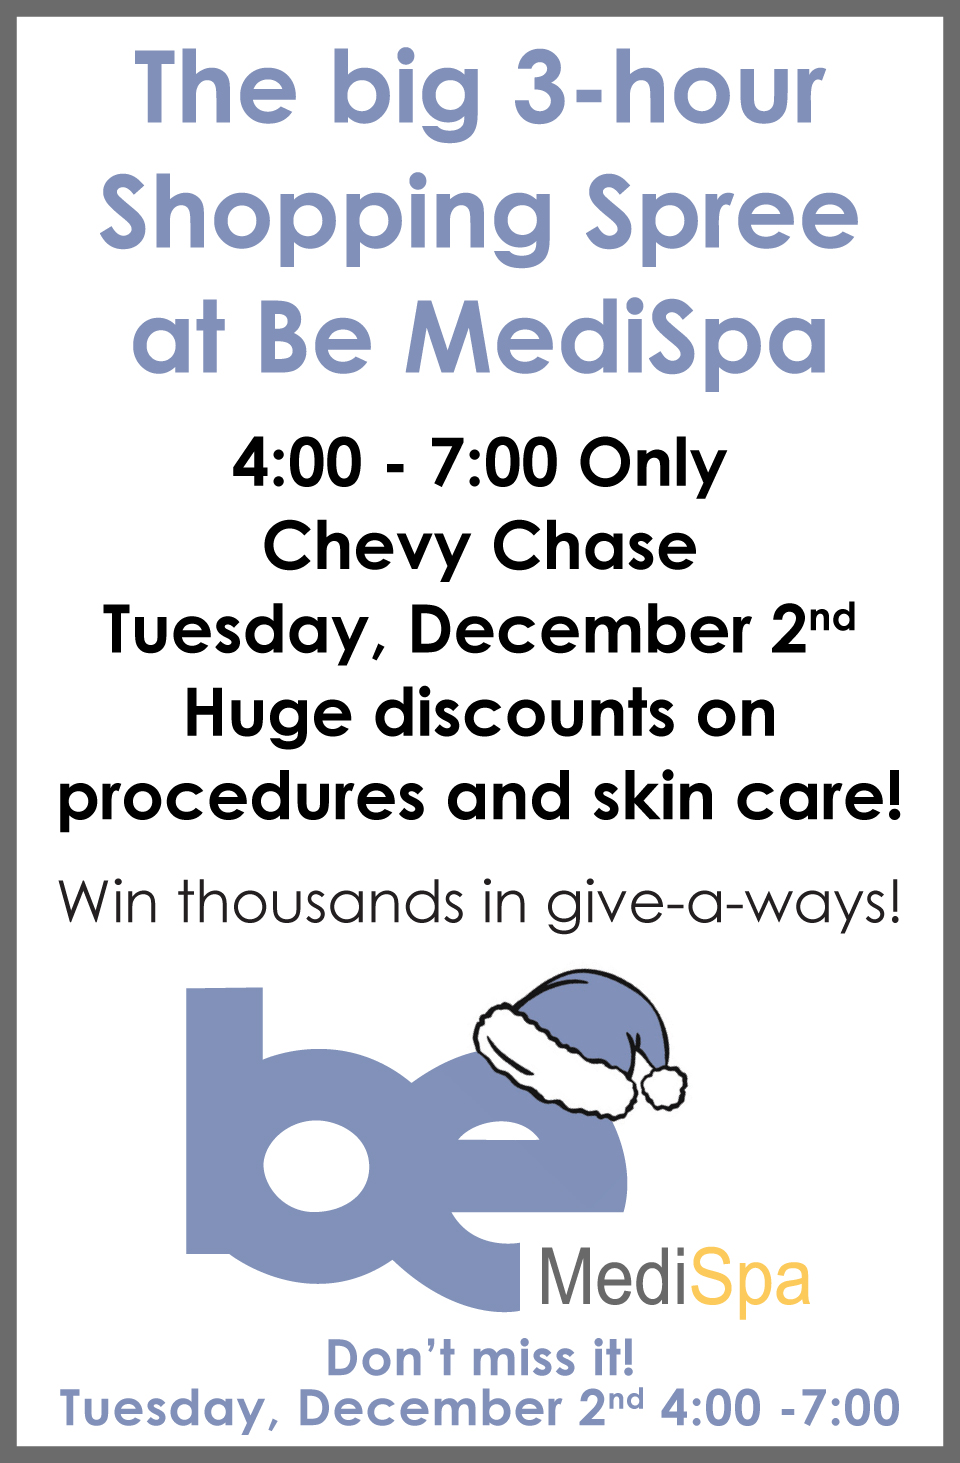 The big 3-hour
Shopping Spree
at Be MediSpa
4:00 - 7:00 Only
Chevy Chase
Tuesday, December 2nd
Huge discounts on
procedures and skin care!
Win thousands in give-a-ways!
be
MediSpa
Don’t miss it!
Tuesday, December 2nd 4:00 -7:00